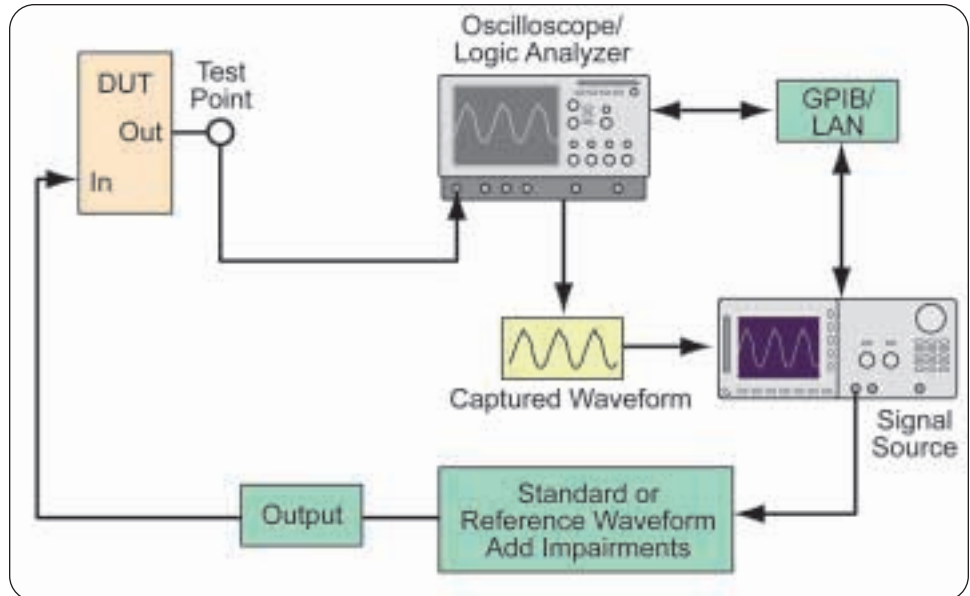 Oscilloscope/
Logic Analyzer
DUT
Out
In
Test
Point
GPIB/
LAN
Captured Waveform
Signal
Source
Output
Standard or
Reference Waveform
Add Impairments